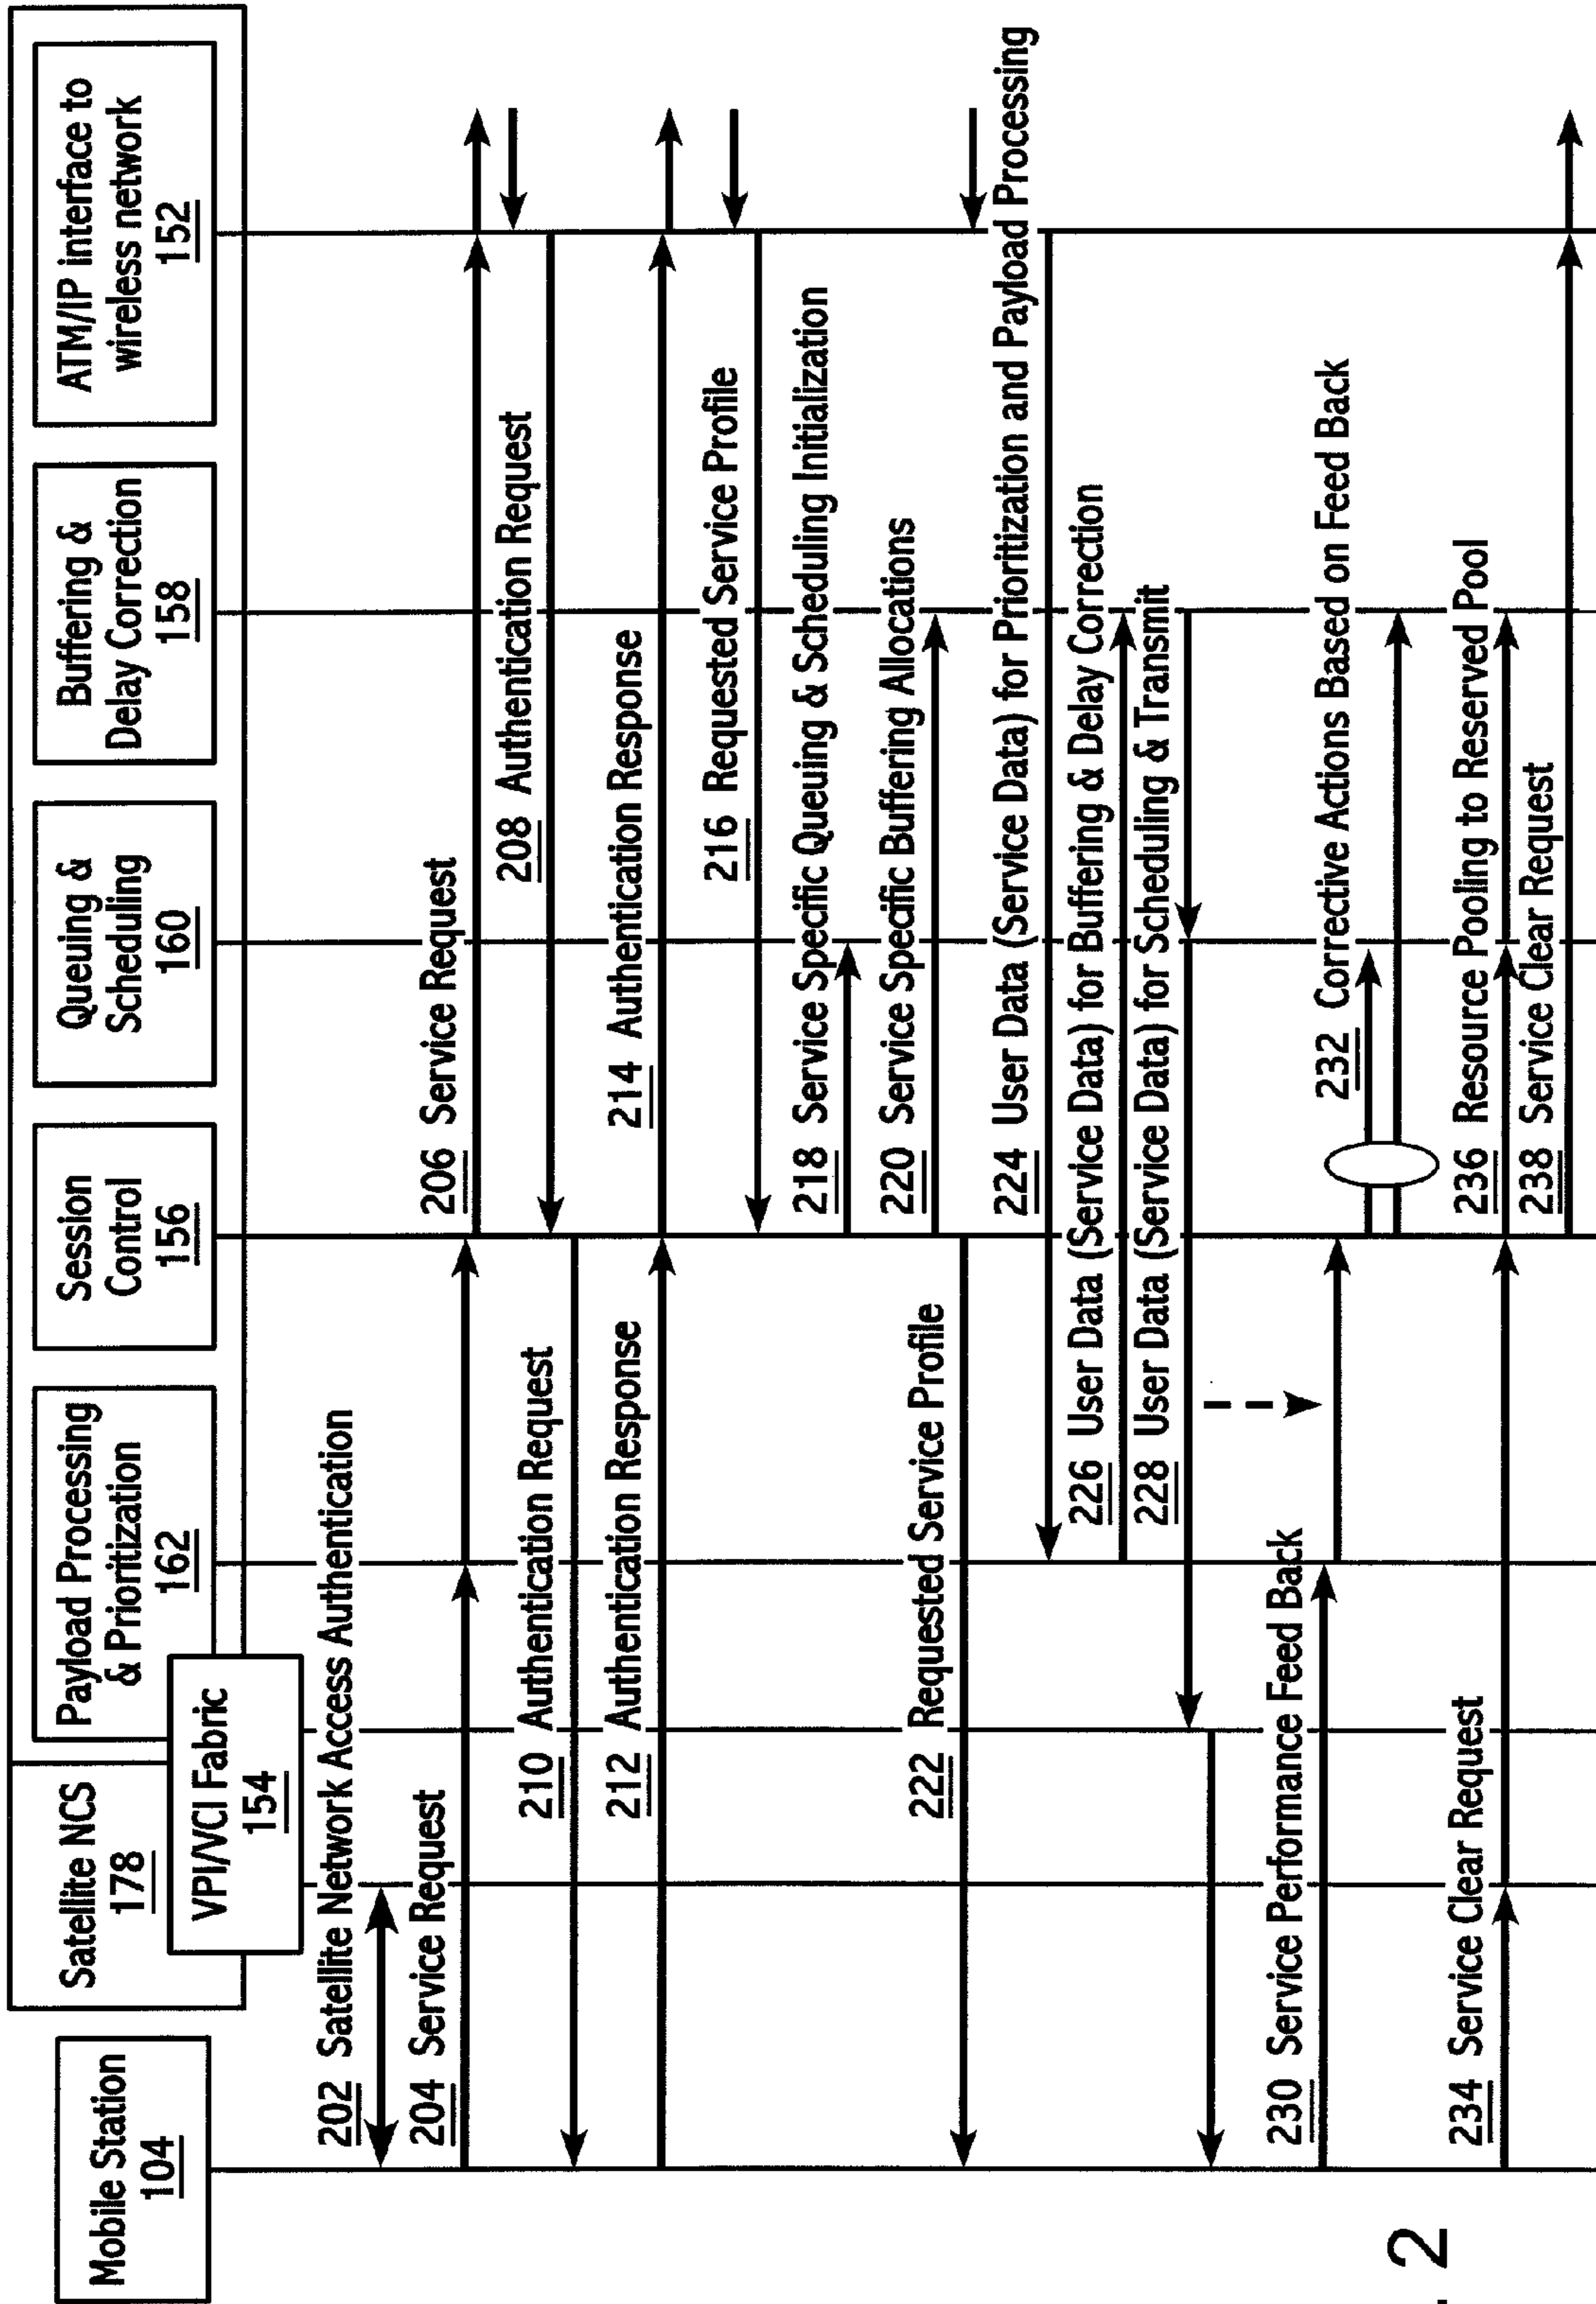 Mobile Station
104
Satellite NCS
178
VPI/VCI Fabric
154
Payload Processing
& Prioritization
162
Session
Control
156
Queuing &
Scheduling
160
Buffering &
Delay Correction
158
ATM/IP interface to
wireless network
152
202 Satellite Network Access Authentication
204 Service Request
206 Service Request
208 Authentication Request
210 Authentication Request
212 Authentication Response
214 Authentication Response
216 Requested Service Profile
218 Service Specific Queuing & Scheduling Initialization
220 Service Specific Buffering Allocations
222 Requested Service Profile
224 User Data (Service Data) for Prioritization and Payload Processing
226 User Data (Service Data) for Buffering & Delay Correction
228 User Data (Service Data) for Scheduling & Transmit
230 Service Performance Feed Back
232 Corrective Actions Based on Feed Back
234 Service Clear Request
236 Resource Pooling to Reserved Pool
238 Service Clear Request
2